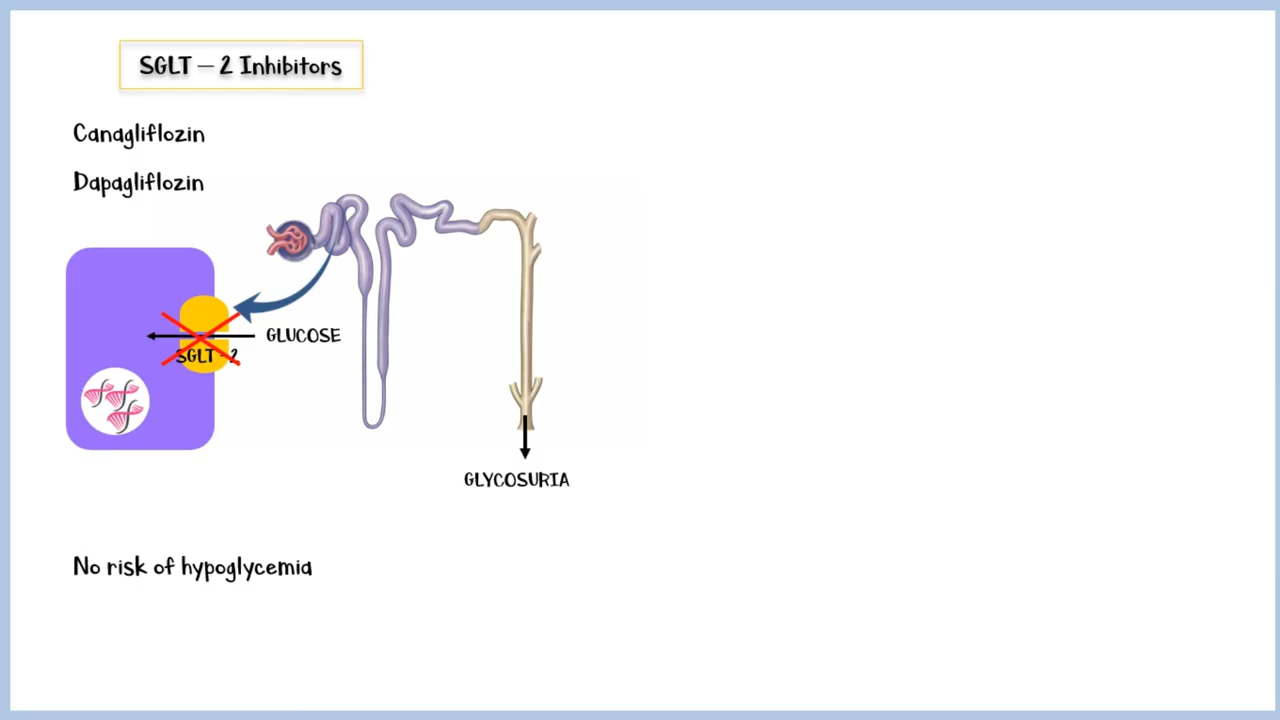 SGLT – 2 Inhibitors
Canagliflozin
Dapagliflozin
GLUCOSE
SGLT - 2
GLYCOSURIA
No risk of hypoglycemia